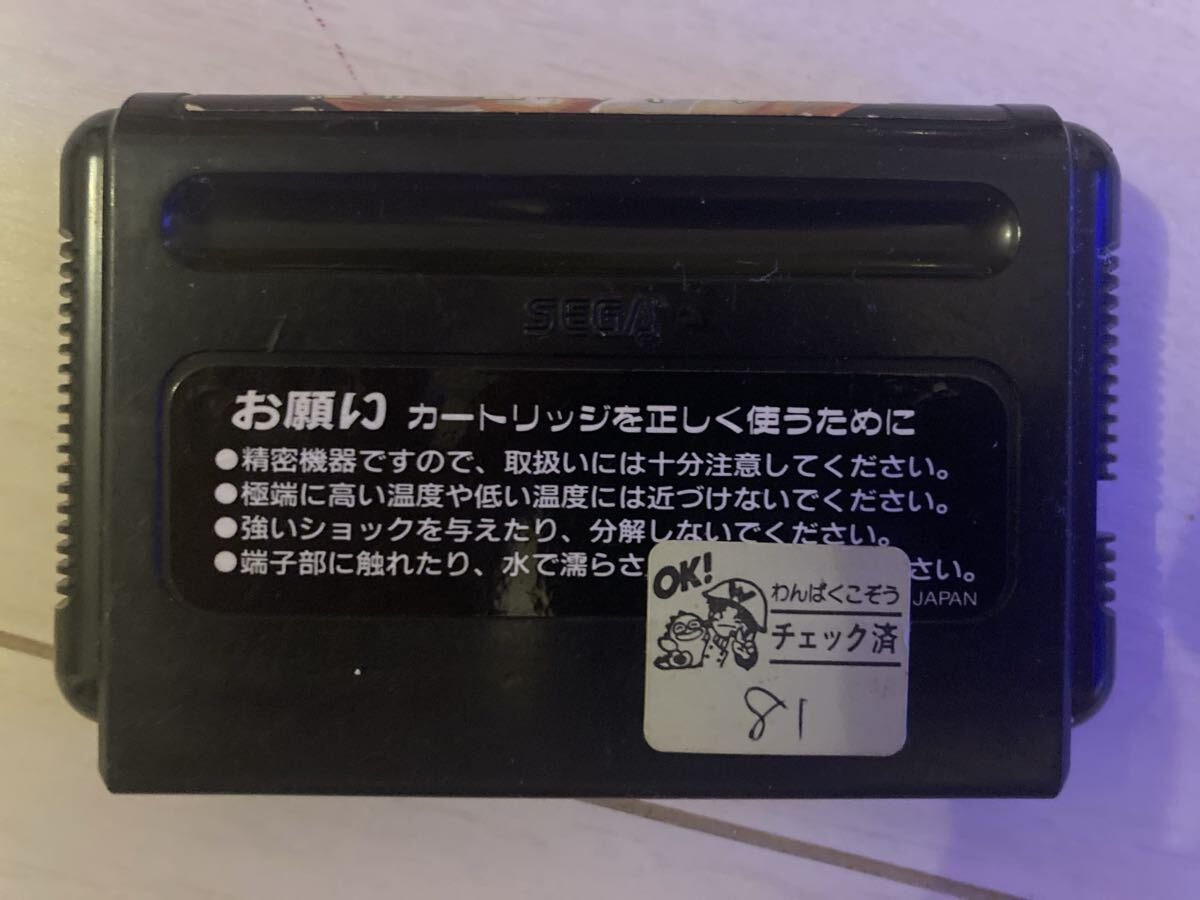 SEGA
お願い カートリッジを正しく使うために
●精密機器ですので、取扱いには十分注意してください。
●極端に高い温度や低い温度には近づけないでください。
●強いショックを与えたり、分解しないでください。
●端子部に触れたり、水で濡らさ
さい。
JAPAN
OK!
わんぱくこぞう
チェック済
18